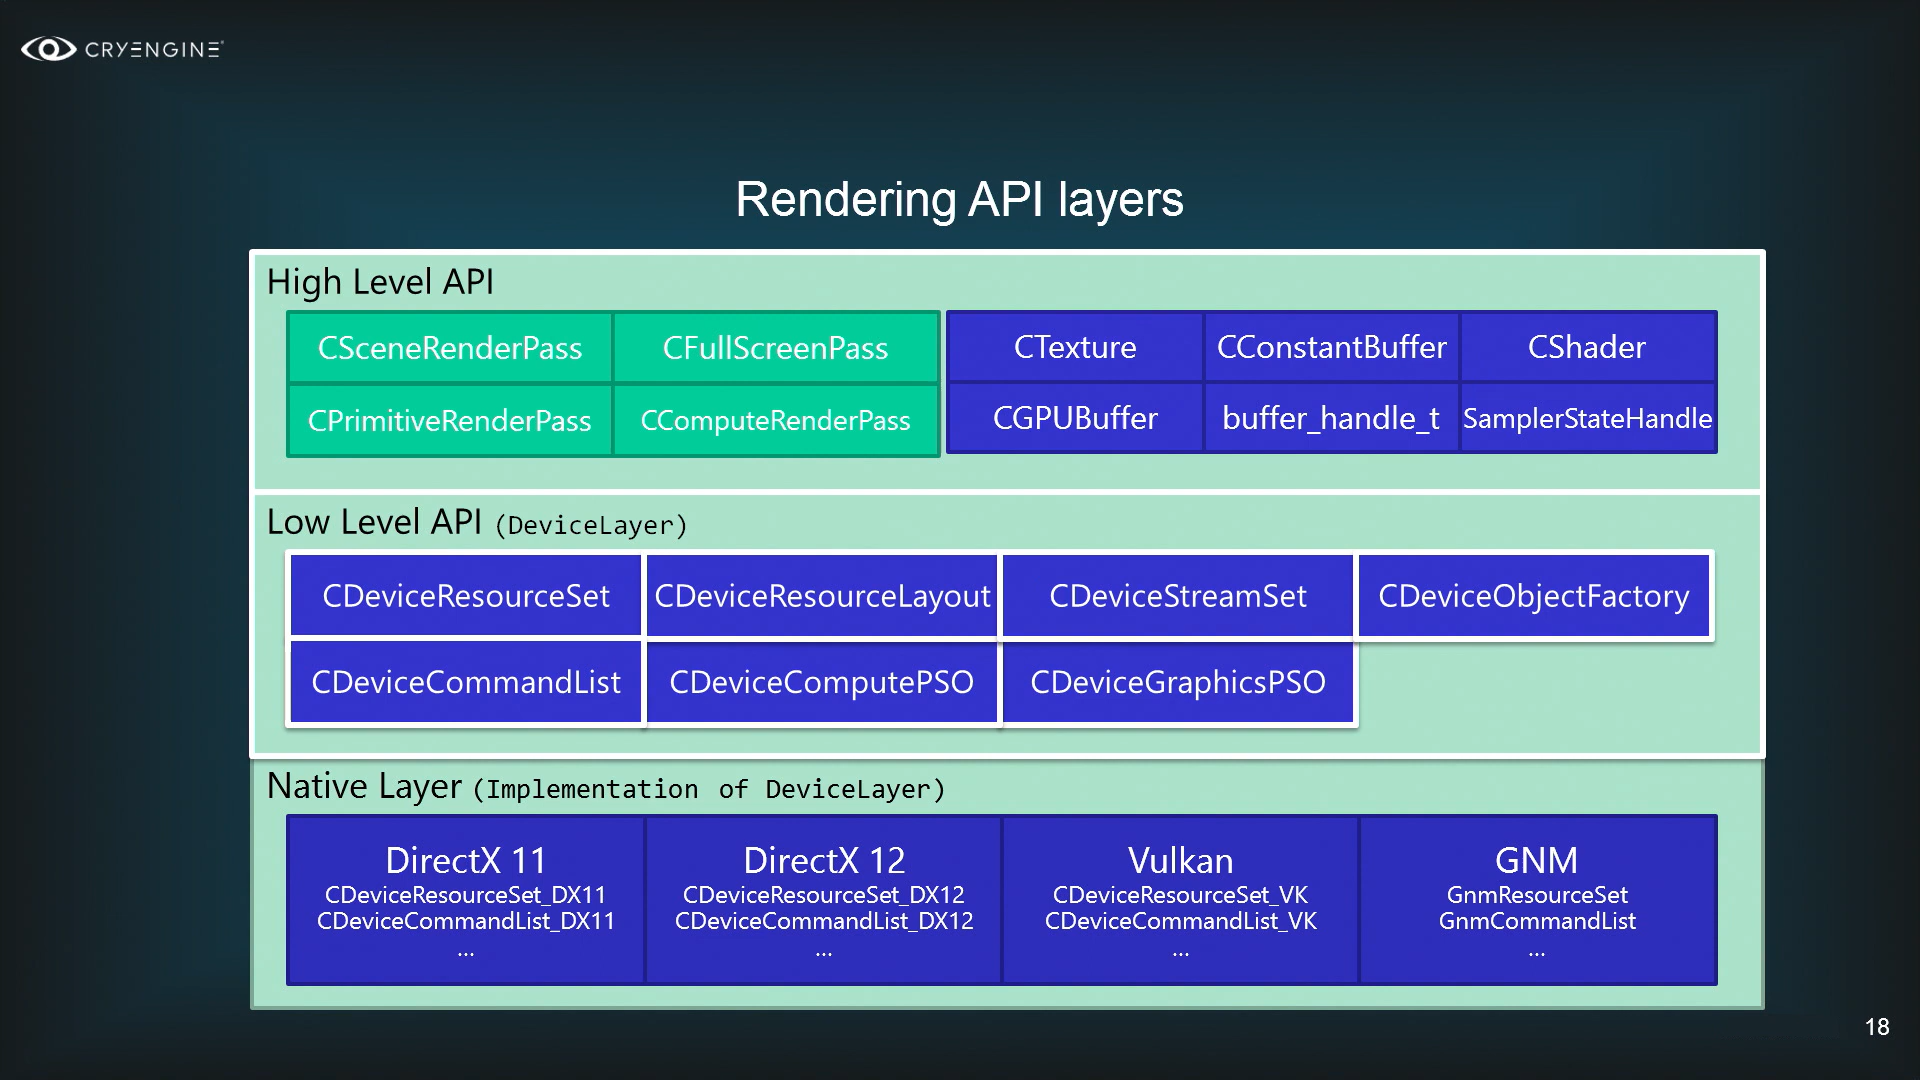 CRYENGINE
Rendering API layers
High Level API
CSceneRenderPass CFullScreenPass CTexture CConstantBuffer CShader
CPrimitiveRenderPass CComputeRenderPass CGPUBuffer buffer_handle_t SamplerStateHandle
Low Level API (DeviceLayer)
CDeviceResourceSet CDeviceResourceLayout CDeviceStreamSet CDeviceObjectFactory
CDeviceCommandList CDeviceComputePSO CDeviceGraphicsPSO
Native Layer (Implementation of DeviceLayer)
DirectX 11
CDeviceResourceSet_DX11
CDeviceCommandList_DX11
...
DirectX 12
CDeviceResourceSet_DX12
CDeviceCommandList_DX12
...
Vulkan
CDeviceResourceSet_VK
CDeviceCommandList_VK
...
GNM
GnmResourceSet
GnmCommandList
...
18